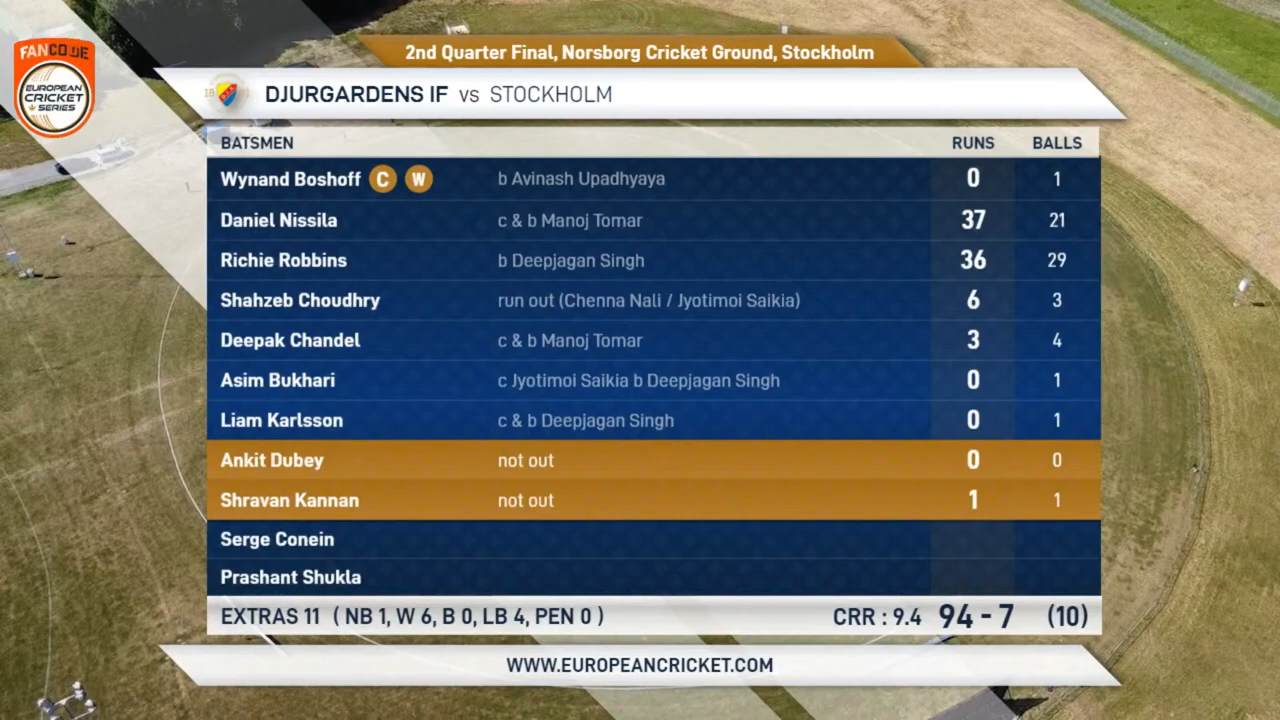 FANCODE
EUROPEAN
CRICKET
SERIES
2nd Quarter Final, Norsborg Cricket Ground, Stockholm
DJURGARDENS IF vs STOCKHOLM
BATSMEN RUNS BALLS
Wynand Boshoff C W b Avinash Upadhyaya 0 1
Daniel Nissila c & b Manoj Tomar 37 21
Richie Robbins b Deepjagan Singh 36 29
Shahzeb Choudhry run out (Chenna Nali / Jyotimoi Saikia) 6 3
Deepak Chandel c & b Manoj Tomar 3 4
Asim Bukhari c Jyotimoi Saikia b Deepjagan Singh 0 1
Liam Karlsson c & b Deepjagan Singh 0 1
Ankit Dubey not out 0 0
Shravan Kannan not out 1 1
Serge Conein
Prashant Shukla
EXTRAS 11 ( NB 1, W 6, B 0, LB 4, PEN 0 ) CRR : 9.4 94 - 7 (10)
WWW.EUROPEANCRICKET.COM